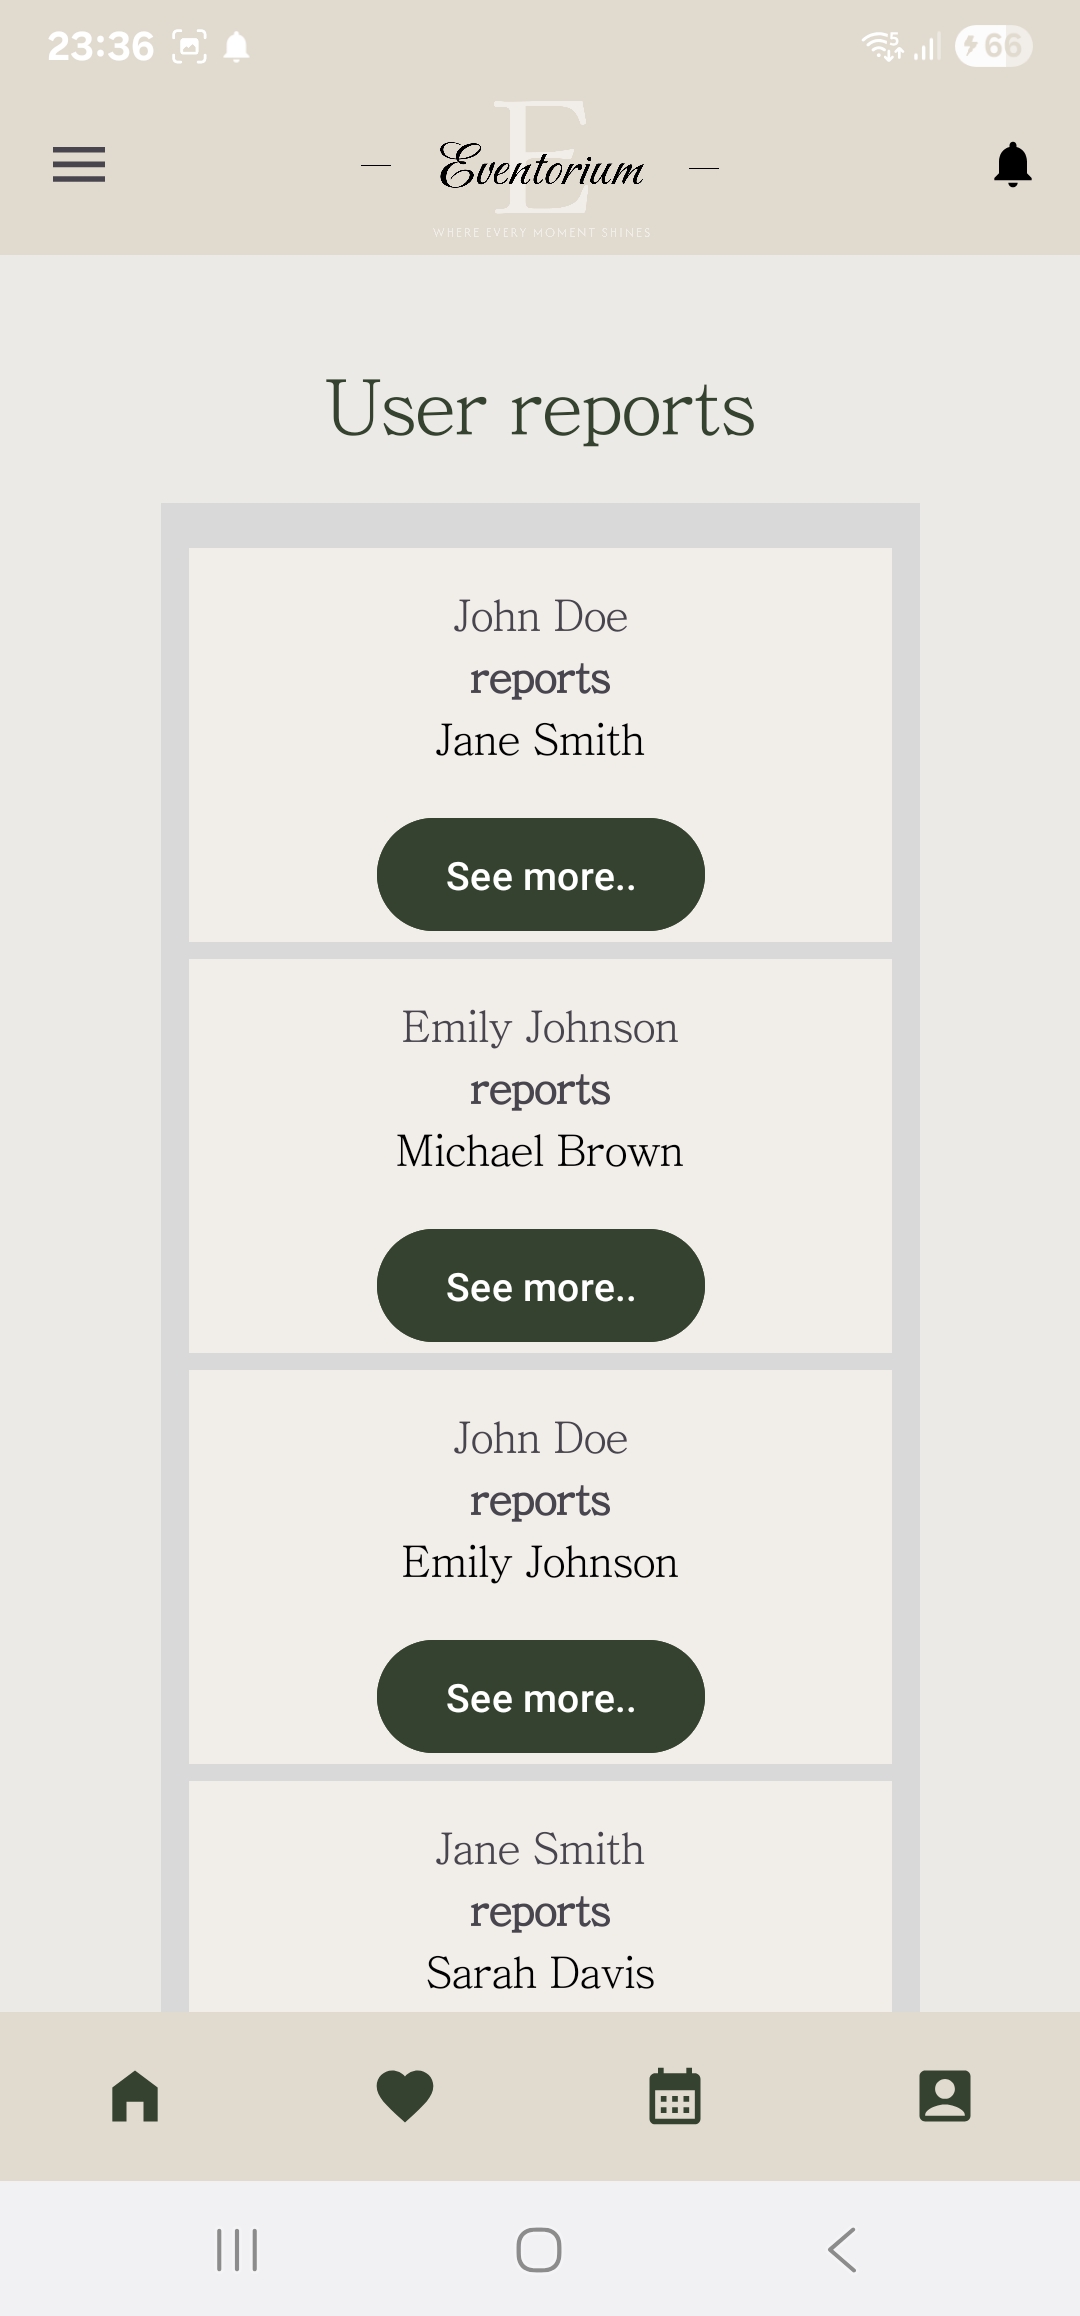 23:36
5
66
E
Eventorium
WHERE EVERY MOMENT SHINES
User reports
John Doe
reports
Jane Smith
See more..
Emily Johnson
reports
Michael Brown
See more..
John Doe
reports
Emily Johnson
See more..
Jane Smith
reports
Sarah Davis